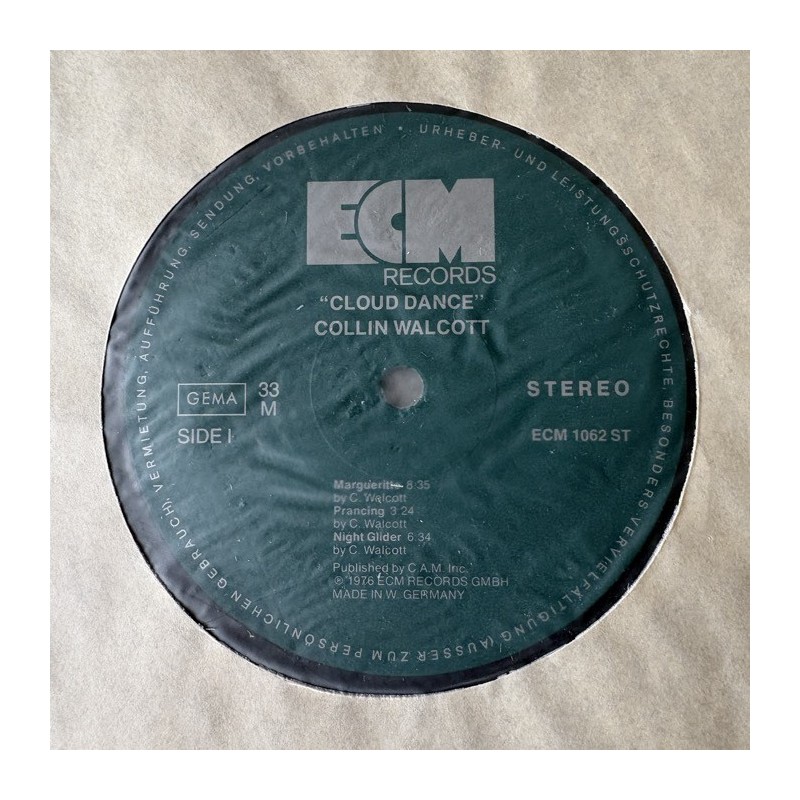 URHEBER- UND LEISTUNGSSCHUTZRECHTE, BESONDERS VERVIELFÄLTIGUNG (AUSSER ZUM PERSÖNLICHEN GEBRAUCH), VERMIETUNG, AUFFÜHRUNG, SENDUNG, VORBEHALTEN •
ECM
RECORDS
"CLOUD DANCE"
COLLIN WALCOTT
GEMA
33
M
STEREO
SIDE I
ECM 1062 ST
Margueritte 8:35
by C. Walcott
Prancing 3:24
by C. Walcott
Night Glider 6:34
by C. Walcott
Published by C.A.M. Inc.
℗ 1976 ECM RECORDS GMBH
MADE IN W. GERMANY